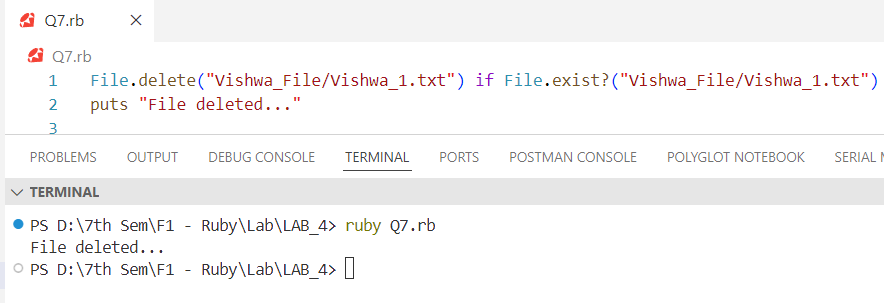 Q7.rb
Q7.rb
1 File.delete("Vishwa_File/Vishwa_1.txt") if File.exist?("Vishwa_File/Vishwa_1.txt")
2 puts "File deleted..."
3
PROBLEMS OUTPUT DEBUG CONSOLE TERMINAL PORTS POSTMAN CONSOLE POLYGLOT NOTEBOOK SERIAL M
TERMINAL
PS D:\7th Sem\F1 - Ruby\Lab\LAB_4> ruby Q7.rb
File deleted...
PS D:\7th Sem\F1 - Ruby\Lab\LAB_4>